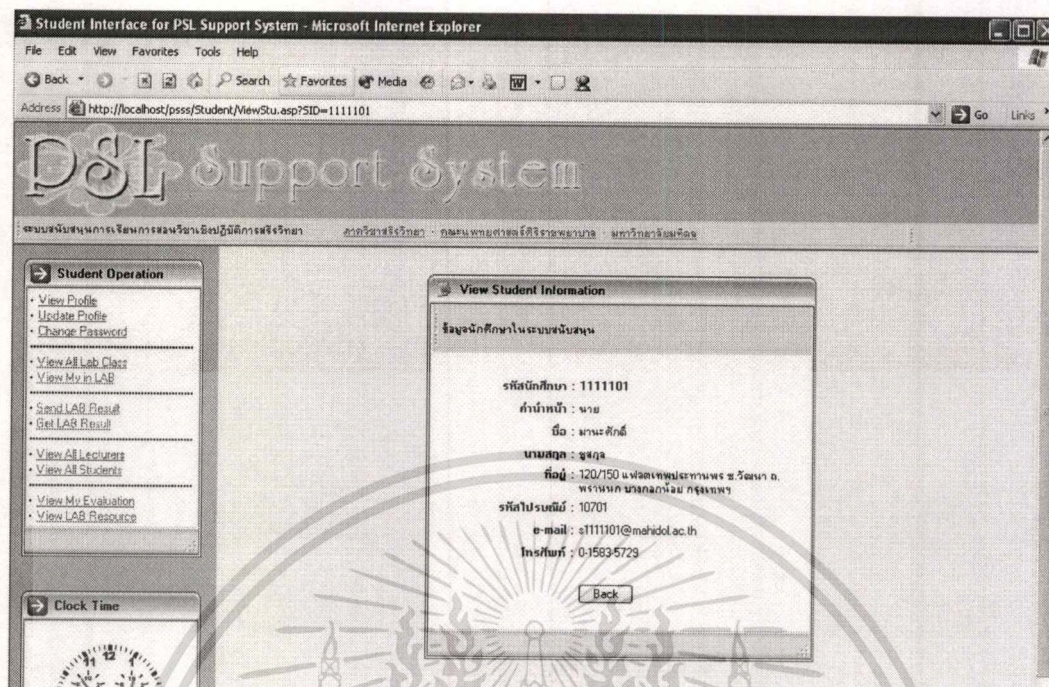 Student Interface for PSL Support System - Microsoft Internet Explorer
File Edit View Favorites Tools Help
Back Search Favorites Media
Address http://localhost/psss/Student/ViewStu.asp?SID=1111101 Go Links
PSL Support System
ระบบสนับสนุนการเรียนการสอนวิชาเชิงปฏิบัติการสรีรวิทยา ภาควิชาสรีรวิทยา · คณะแพทยศาสตร์ศิริราชพยาบาล · มหาวิทยาลัยมหิดล
Student Operation
· View Profile
· Update Profile
· Change Password
· View All Lab Class
· View My in LAB
· Send LAB Result
· Get LAB Result
· View All Lecturers
· View All Students
· View My Evaluation
· View LAB Resource
Clock Time
11 12 1
View Student Information
ข้อมูลนักศึกษาในระบบสนับสนุน
รหัสนักศึกษา : 1111101
คำนำหน้า : นาย
ชื่อ : มานะศักดิ์
นามสกุล : ชูสกุล
ที่อยู่ : 120/150 แฟลตเทพประทานพร ซ.วัฒนา ถ.
พรานนก บางกอกน้อย กรุงเทพฯ
รหัสไปรษณีย์ : 10701
e-mail : s1111101@mahidol.ac.th
โทรศัพท์ : 0-1583-5729
Back